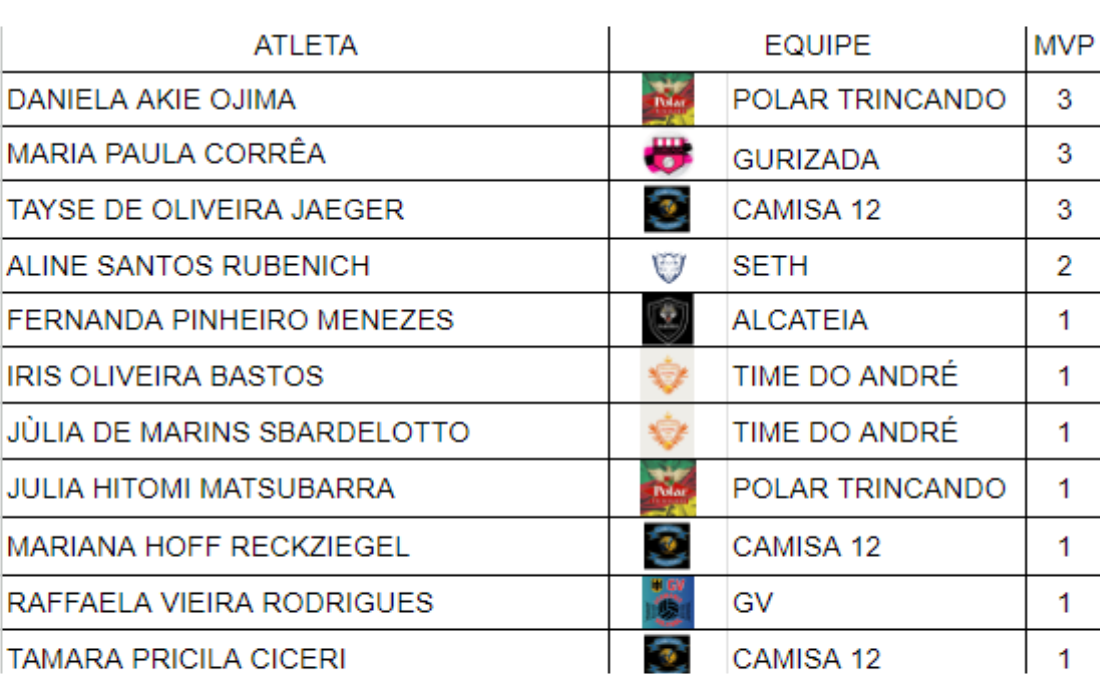 ATLETA EQUIPE MVP
DANIELA AKIE OJIMA Polar POLAR TRINCANDO 3
MARIA PAULA CORRÊA GURIZADA 3
TAYSE DE OLIVEIRA JAEGER CAMISA 12 3
ALINE SANTOS RUBENICH SETH 2
FERNANDA PINHEIRO MENEZES ALCATEIA 1
IRIS OLIVEIRA BASTOS TIME DO ANDRÉ 1
JÙLIA DE MARINS SBARDELOTTO TIME DO ANDRÉ 1
JULIA HITOMI MATSUBARRA Polar POLAR TRINCANDO 1
MARIANA HOFF RECKZIEGEL CAMISA 12 1
RAFFAELA VIEIRA RODRIGUES GV GV 1
TAMARA PRICILA CICERI CAMISA 12 1